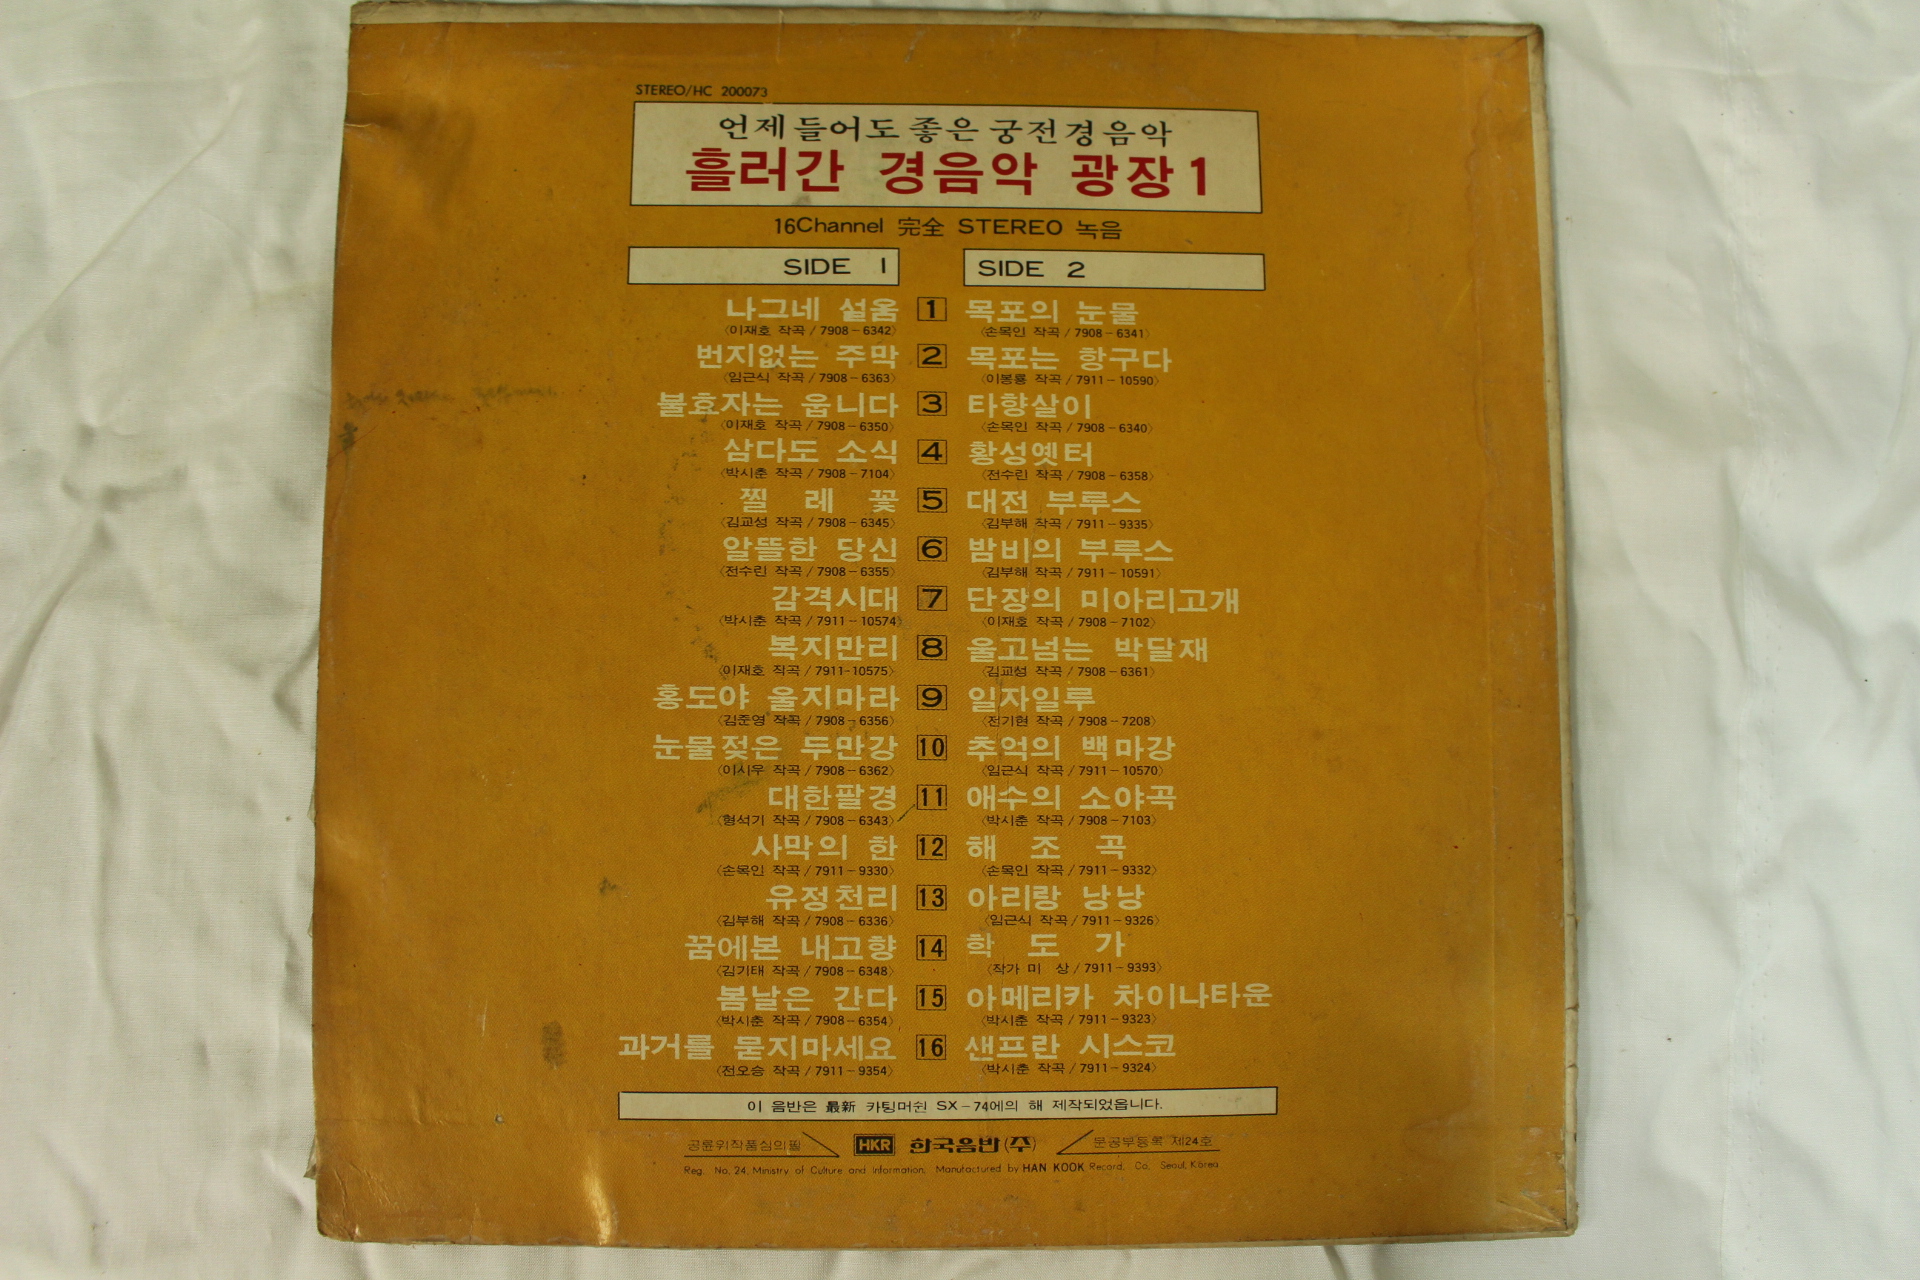 STEREO/HC 200073
언제 들어도 좋은 궁전경음악
흘러간 경음악 광장 1
16Channel 完全 STEREO 녹음
SIDE 1
나그네 설움 1
〈이재호 작곡 / 7908-6342〉
번지없는 주막 2
〈임근식 작곡 / 7908-6363〉
불효자는 웁니다 3
〈이재호 작곡 / 7908-6350〉
삼다도 소식 4
〈박시춘 작곡 / 7908-7104〉
찔레꽃 5
〈김교성 작곡 / 7908-6345〉
알뜰한 당신 6
〈전수린 작곡 / 7908-6355〉
감격시대 7
〈박시춘 작곡 / 7911-10574〉
복지만리 8
〈이재호 작곡 / 7911-10575〉
홍도야 울지마라 9
〈김준영 작곡 / 7908-6356〉
눈물젖은 두만강 10
〈이시우 작곡 / 7908-6362〉
대한팔경 11
〈형석기 작곡 / 7908-6343〉
사막의 한 12
〈손목인 작곡 / 7911-9330〉
유정천리 13
〈김부해 작곡 / 7908-6336〉
꿈에본 내고향 14
〈김기태 작곡 / 7908-6348〉
봄날은 간다 15
〈박시춘 작곡 / 7908-6354〉
과거를 묻지마세요 16
〈전오승 작곡 / 7911-9354〉
SIDE 2
목포의 눈물
〈손목인 작곡 / 7908-6341〉
목포는 항구다
〈이봉룡 작곡 / 7911-10590〉
타향살이
〈손목인 작곡 / 7908-6340〉
황성옛터
〈전수린 작곡 / 7908-6358〉
대전 부루스
〈김부해 작곡 / 7911-9335〉
밤비의 부루스
〈김부해 작곡 / 7911-10591〉
단장의 미아리고개
〈이재호 작곡 / 7908-7102〉
울고넘는 박달재
〈김교성 작곡 / 7908-6361〉
일자일루
〈전기현 작곡 / 7908-7208〉
추억의 백마강
〈임근식 작곡 / 7911-10570〉
애수의 소야곡
〈박시춘 작곡 / 7908-7103〉
해조곡
〈손목인 작곡 / 7911-9332〉
아리랑 낭낭
〈임근식 작곡 / 7911-9326〉
학도가
〈작가 미상 / 7911-9393〉
아메리카 차이나타운
〈박시춘 작곡 / 7911-9323〉
샌프란 시스코
〈박시춘 작곡 / 7911-9324〉
이 음반은 最新 카팅머쉰 SX-74에의 해 제작되었읍니다.
공륜위작품심의필 HKR 한국음반(주) 문공부등록 제24호
Reg. No. 24. Ministry of Culture and Information. Manufactured by HAN KOOK Record. Co. Seoul, Korea